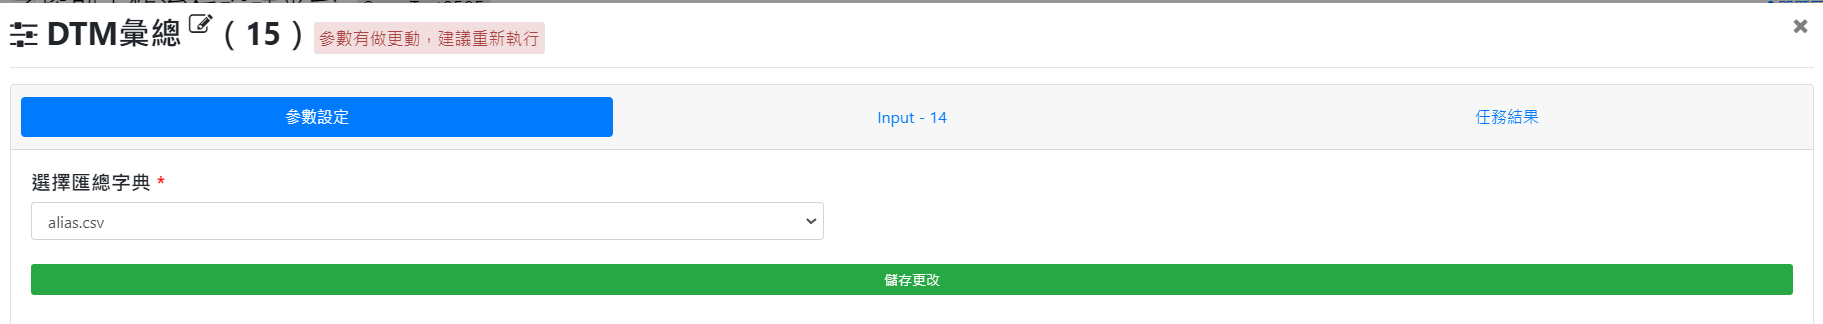 DTM彙總 ( 15 ) 參數有做更動，建議重新執行
參數設定 Input - 14 任務結果
選擇匯總字典 *
alias.csv
儲存更改